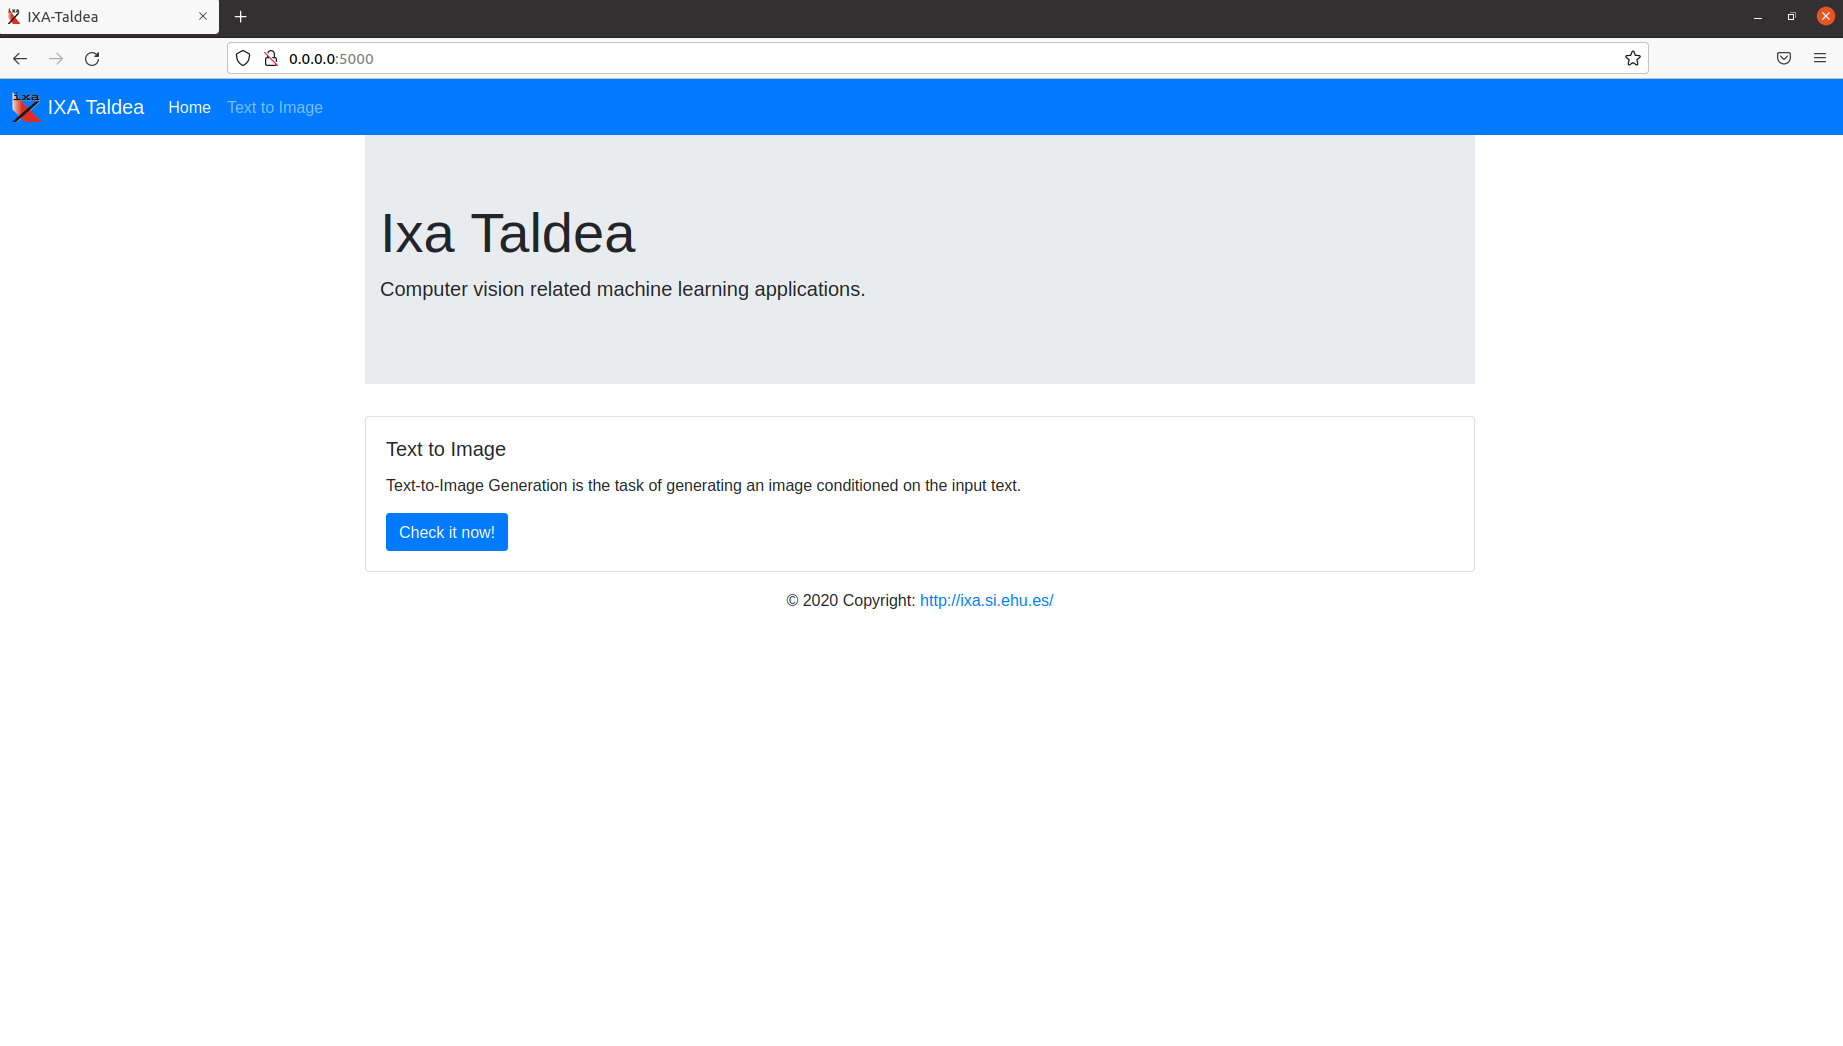 IXA-Taldea
0.0.0.0:5000
ixa
IXA Taldea Home Text to Image
Ixa Taldea
Computer vision related machine learning applications.
Text to Image
Text-to-Image Generation is the task of generating an image conditioned on the input text.
Check it now!
© 2020 Copyright: http://ixa.si.ehu.es/